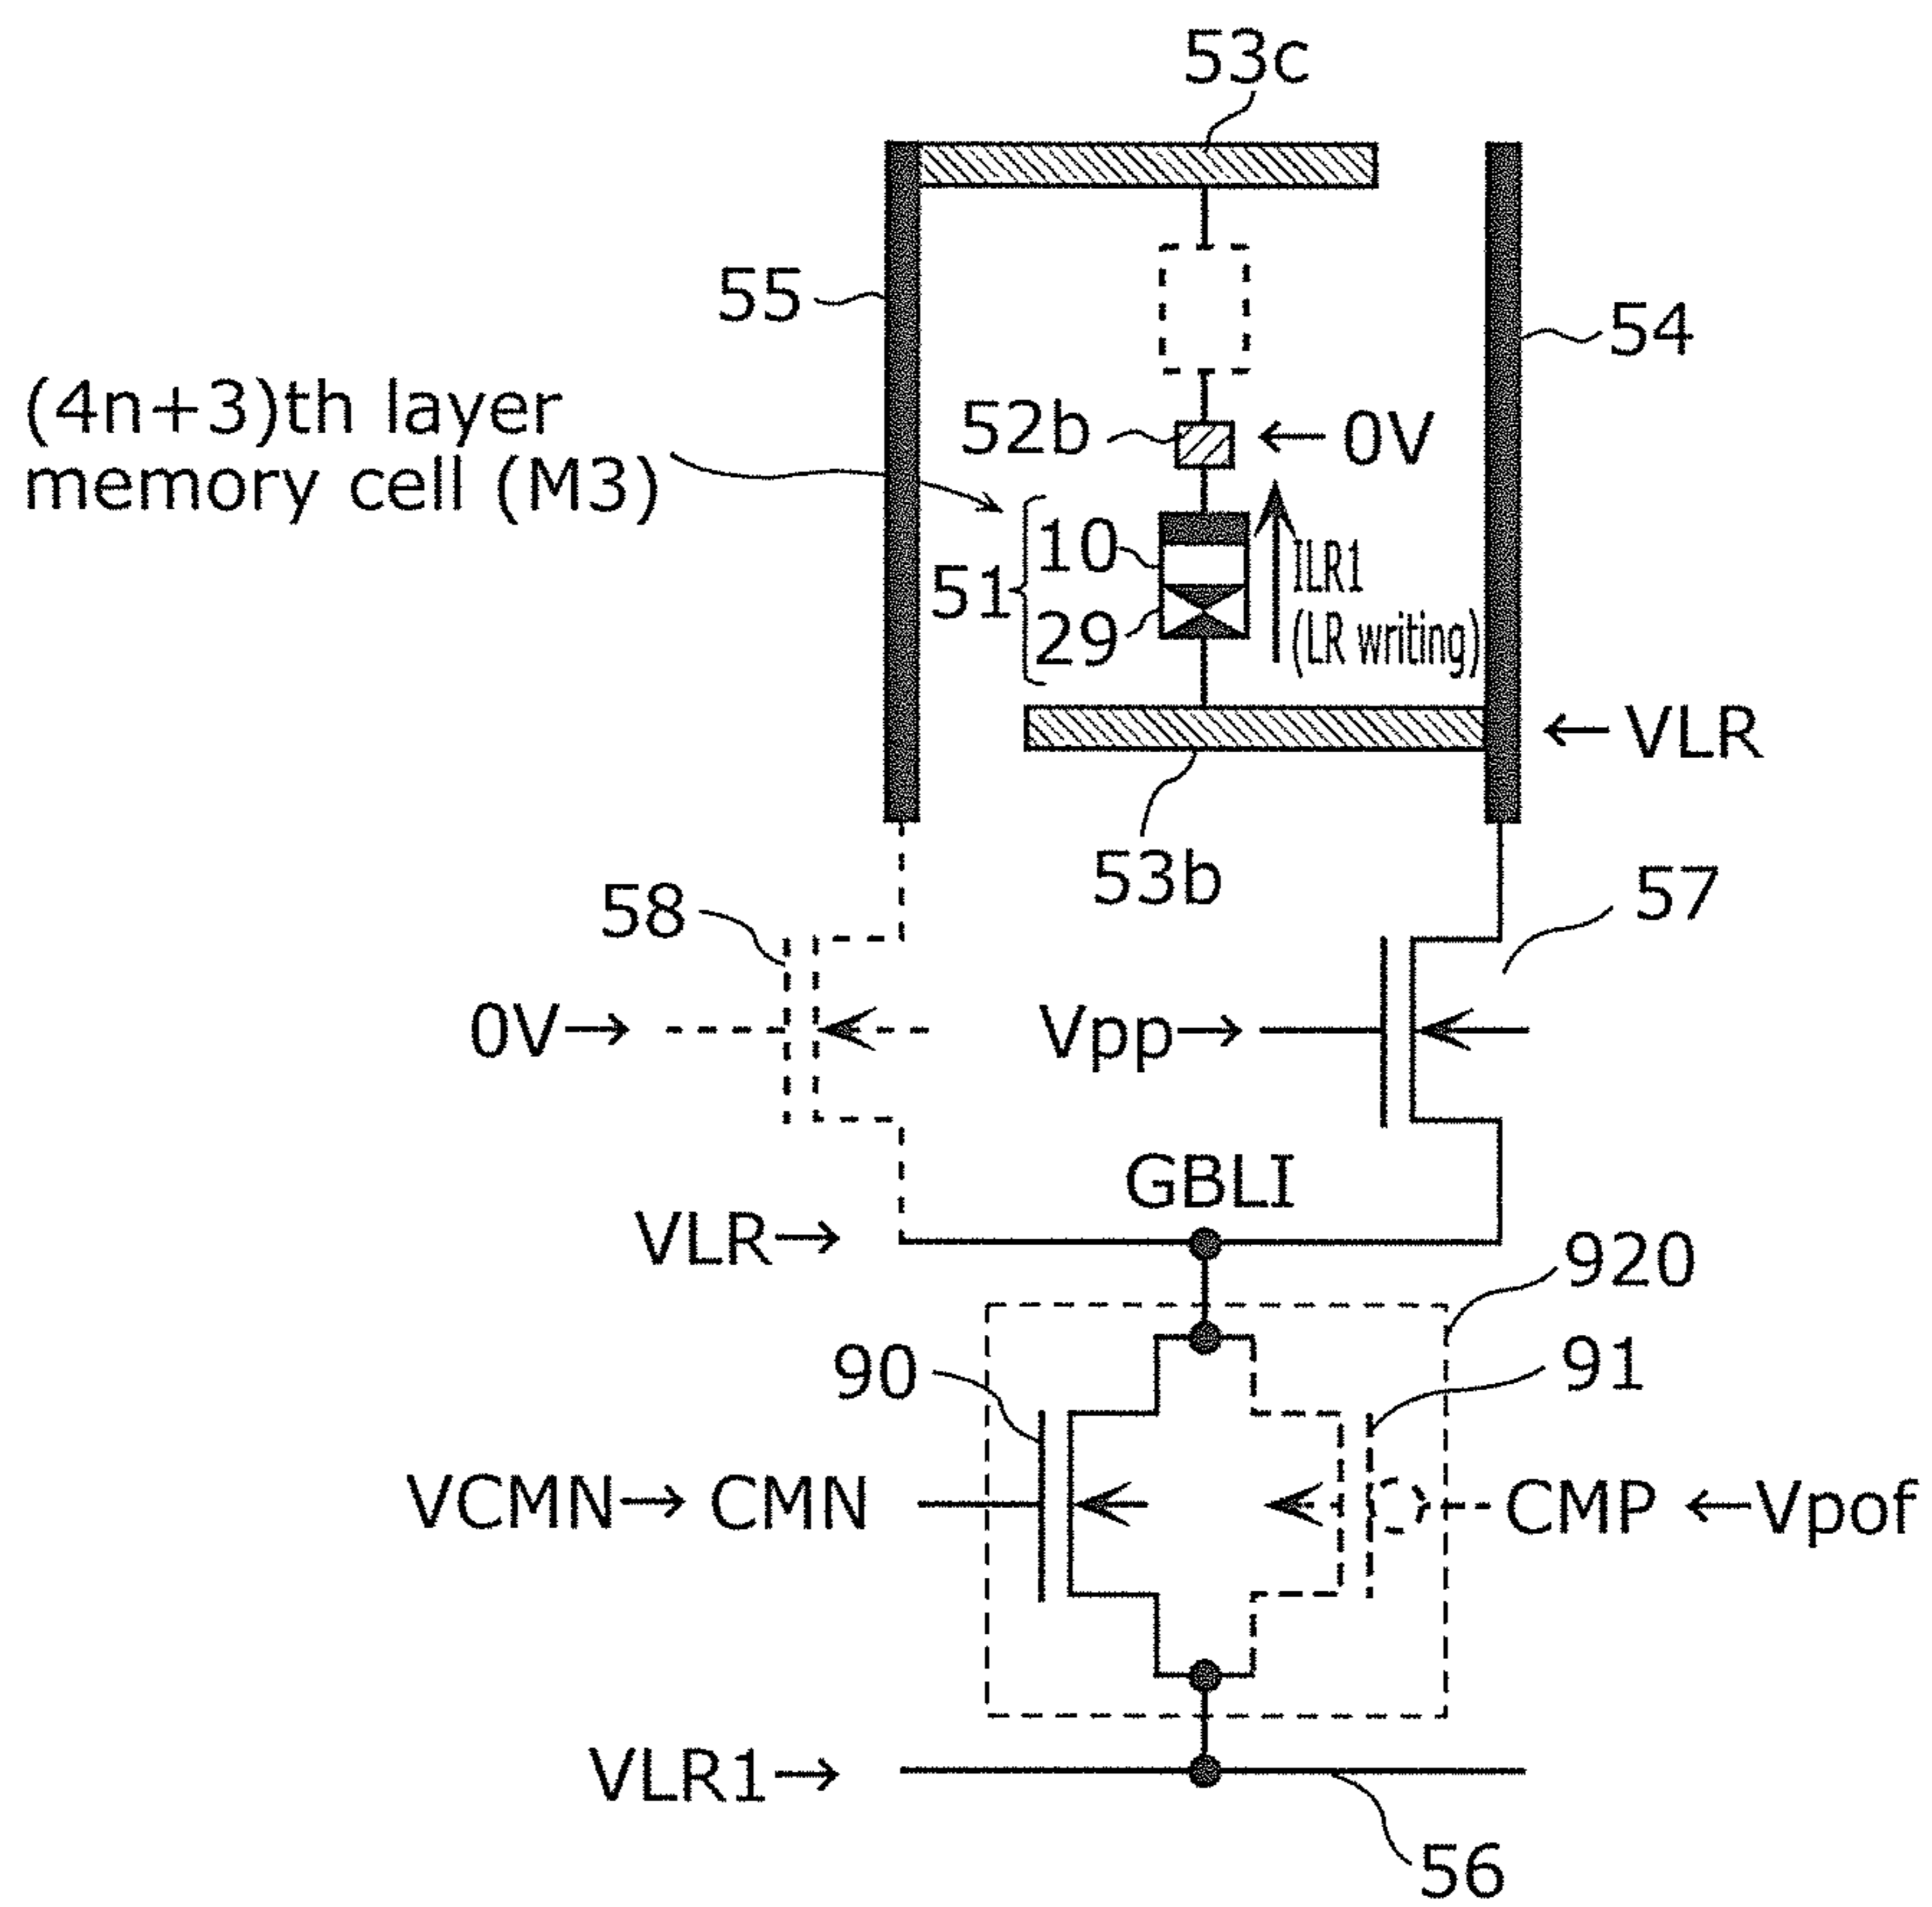 53c
55
54
(4n+3)th layer
memory cell (M3)
52b
←0V
10
51
29
ILR1
(LR writing)
←VLR
53b
58
57
0V→
Vpp→
GBLI
VLR→
920
90
91
VCMN→CMN
CMP←Vpof
VLR1→
56